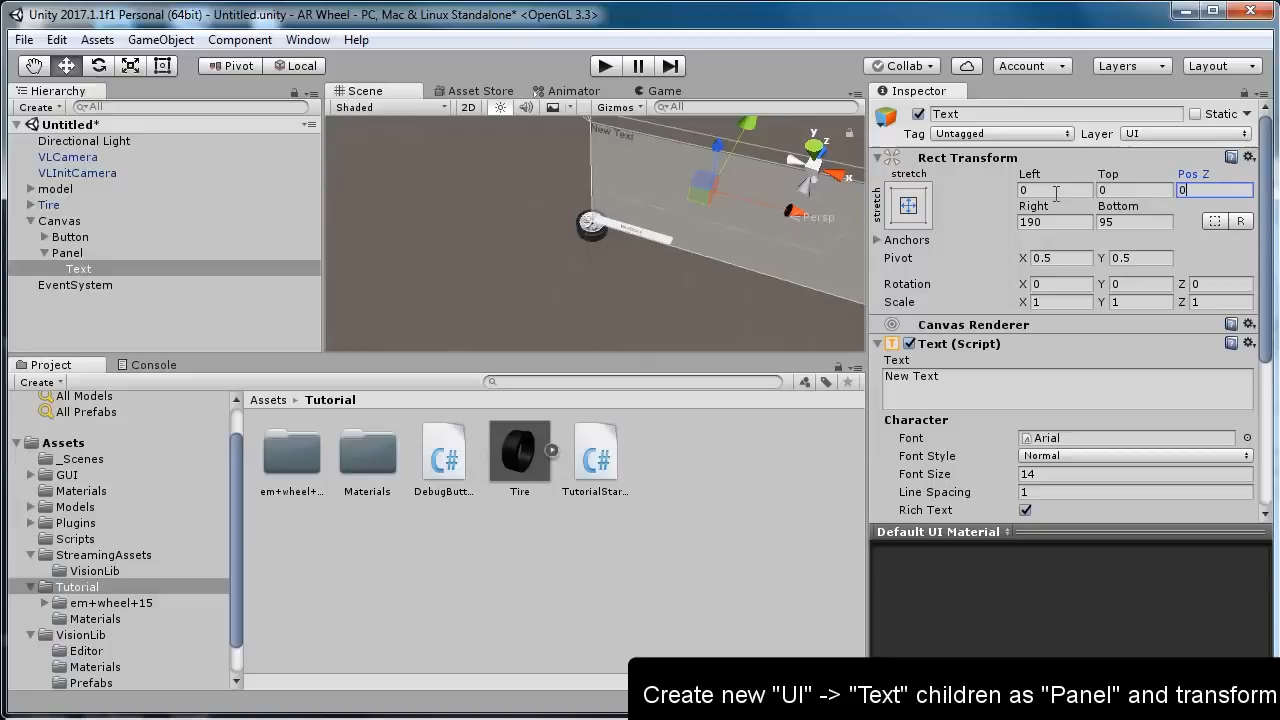 Unity 2017.1.1f1 Personal (64bit) - Untitled.unity - AR Wheel - PC, Mac & Linux Standalone* <OpenGL 3.3>
File Edit Assets GameObject Component Window Help
Pivot Local Collab Account Layers Layout
Hierarchy
Create All
Untitled*
Directional Light
VLCamera
VLInitCamera
model
Tire
Canvas
Button
Panel
Text
EventSystem
Scene Asset Store Animator Game
Shaded 2D Gizmos All
New Text
y
z
x
Persp
Inspector
Text Static
Tag Untagged Layer UI
Rect Transform
stretch Left Top Pos Z
stretch 0 0 0
Right Bottom
190 95 R
Anchors
Pivot X 0.5 Y 0.5
Rotation X 0 Y 0 Z 0
Scale X 1 Y 1 Z 1
Canvas Renderer
Text (Script)
Text
New Text
Character
Font Arial
Font Style Normal
Font Size 14
Line Spacing 1
Rich Text
Default UI Material
Project Console
Create
All Models
All Prefabs
Assets
_Scenes
GUI
Materials
Models
Plugins
Scripts
StreamingAssets
VisionLib
Tutorial
em+wheel+15
Materials
VisionLib
Editor
Materials
Prefabs
Assets Tutorial
C# C#
em+wheel+... Materials DebugButt... Tire TutorialStar...
Create new "UI" -> "Text" children as "Panel" and transform